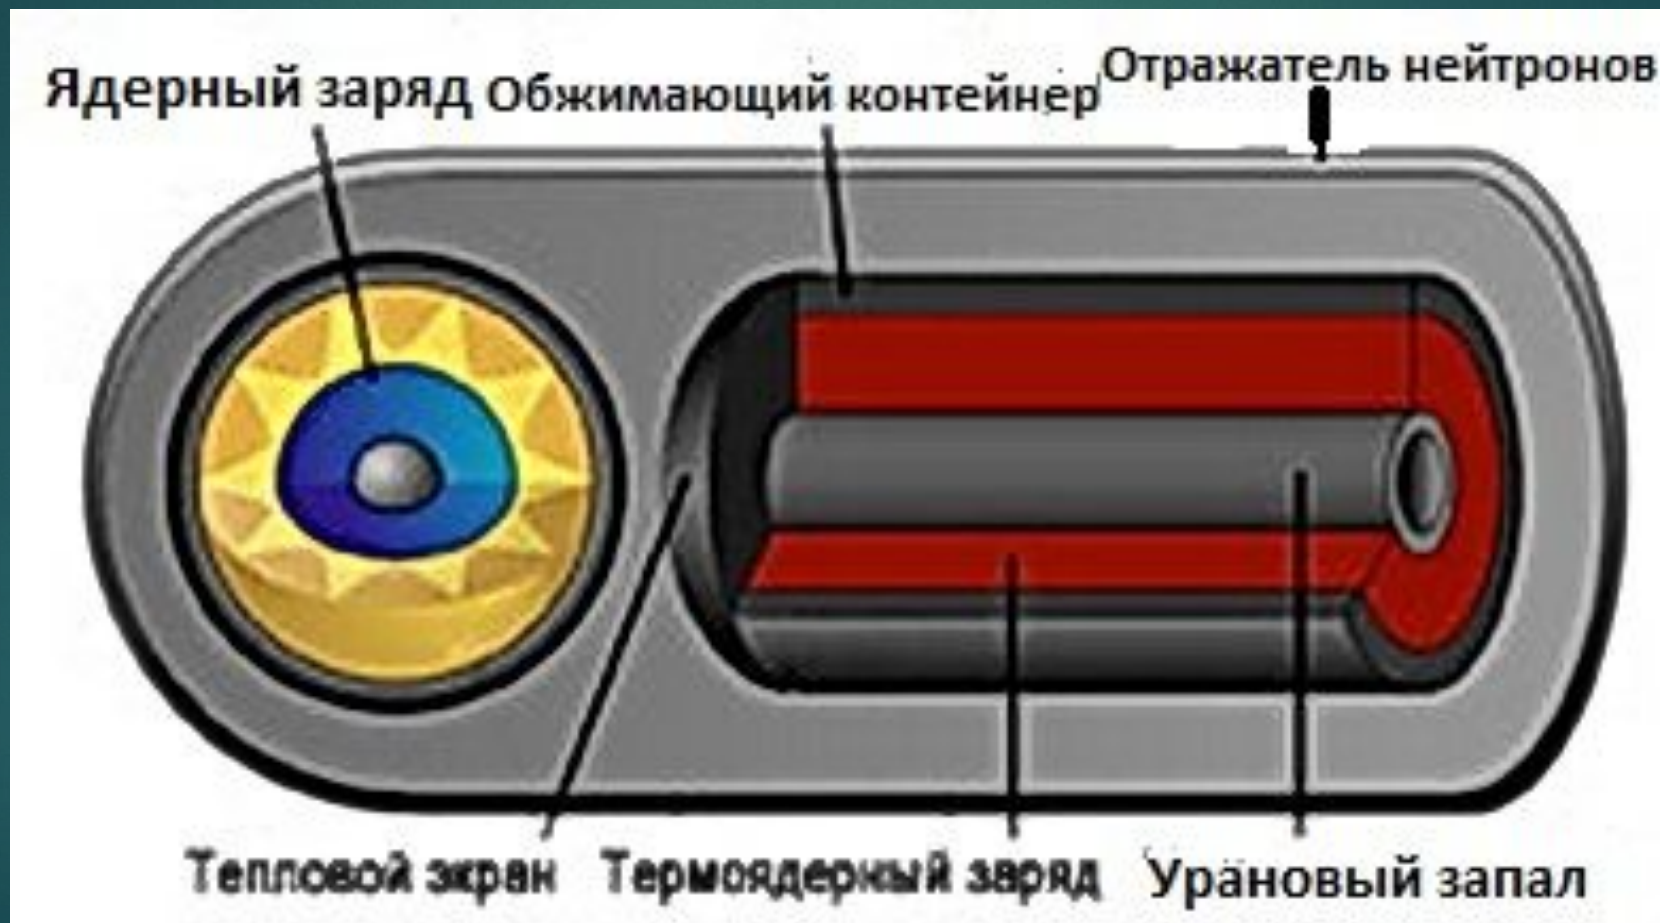 Ядерный заряд
Обжимающий контейнер
Отражатель нейтронов
Тепловой экран
Термоядерный заряд
Урановый запал